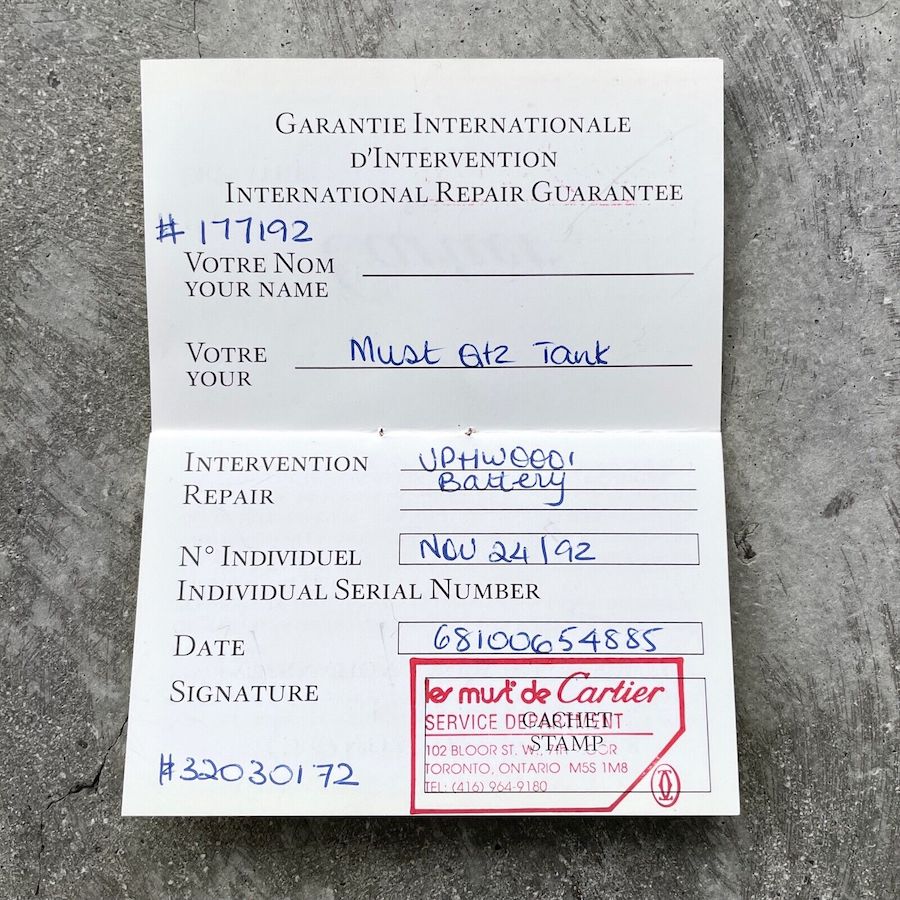 GARANTIE INTERNATIONALE
D'INTERVENTION
INTERNATIONAL REPAIR GUARANTEE
# 177192
VOTRE NOM
YOUR NAME
VOTRE Must Qtz Tank
YOUR
INTERVENTION
REPAIR Battery
N° INDIVIDUEL NOV 24/92
INDIVIDUAL SERIAL NUMBER
DATE 68100654885
SIGNATURE
les must de Cartier
SERVICE DEPARTMENT
CACHET
STAMP
102 BLOOR ST. W.,
TORONTO, ONTARIO M5S 1M8
TEL: (416) 964-9180
#32030172